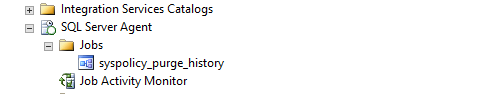 Integration Services Catalogs
SQL Server Agent
Jobs
syspolicy_purge_history
Job Activity Monitor